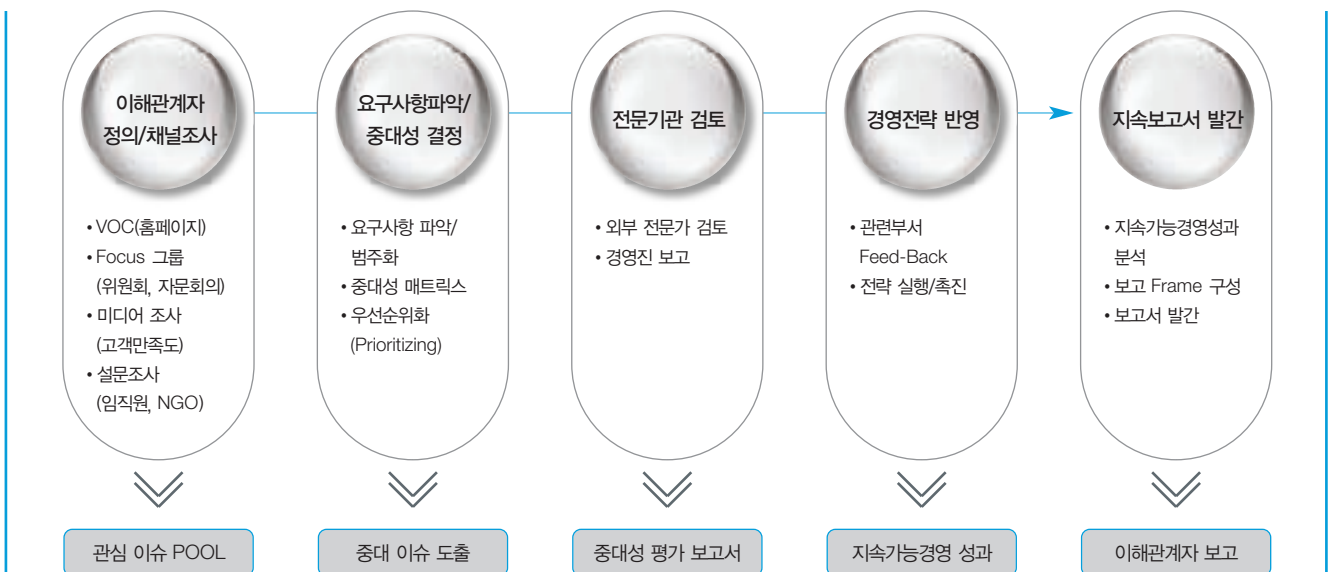 이해관계자
정의/채널조사
• VOC(홈페이지)
• Focus 그룹
(위원회, 자문회의)
• 미디어 조사
(고객만족도)
• 설문조사
(임직원, NGO)
관심 이슈 POOL
요구사항파악/
중대성 결정
• 요구사항 파악/
범주화
• 중대성 매트릭스
• 우선순위화
(Prioritizing)
중대 이슈 도출
전문기관 검토
• 외부 전문가 검토
• 경영진 보고
중대성 평가 보고서
경영전략 반영
• 관련부서
Feed-Back
• 전략 실행/촉진
지속가능경영 성과
지속보고서 발간
• 지속가능경영성과
분석
• 보고 Frame 구성
• 보고서 발간
이해관계자 보고